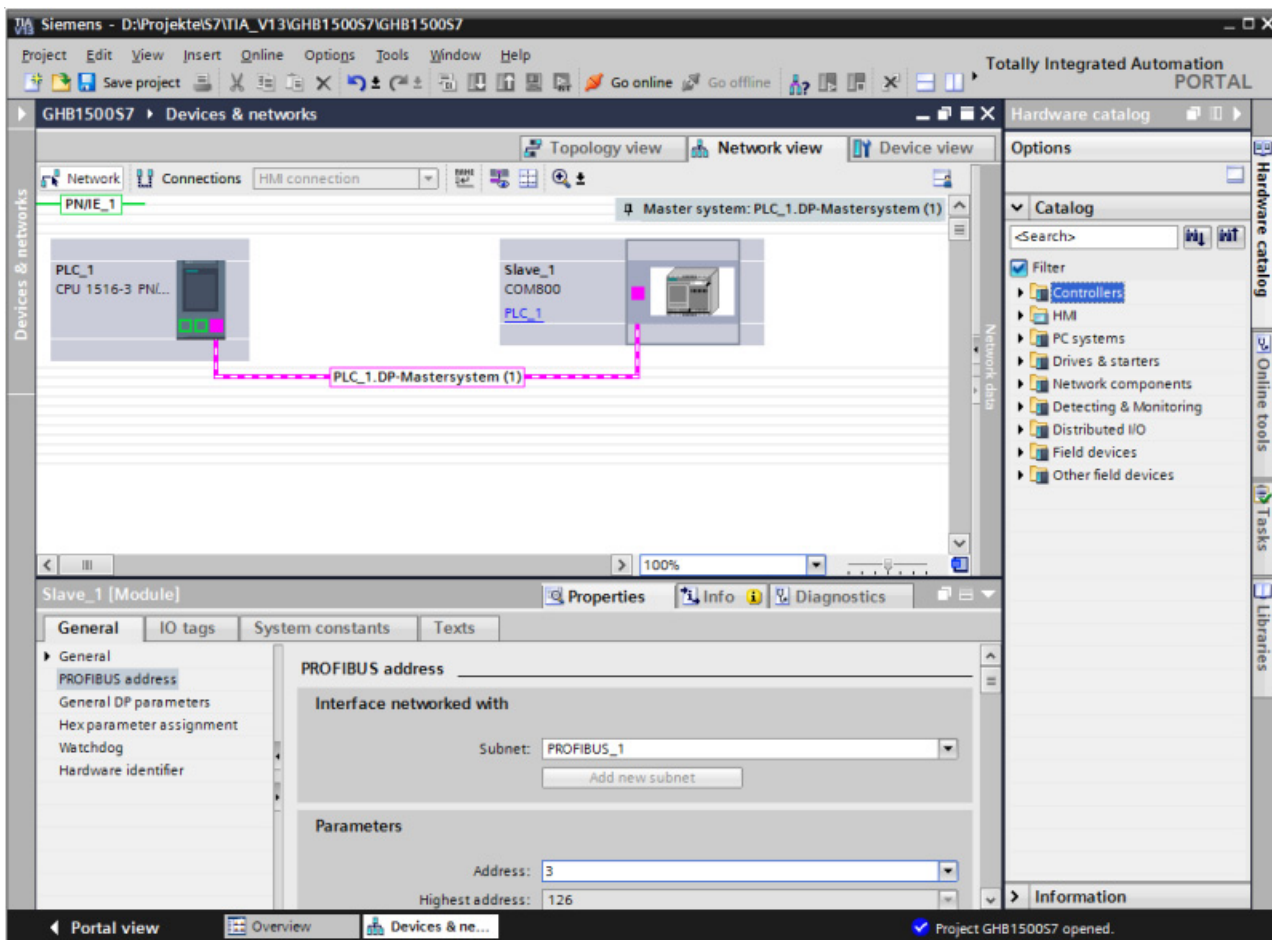 Siemens - D:\Projekte\S7\TIA_V13\GHB1500S7\GHB1500S7
Project Edit View Insert Online Options Tools Window Help
Totally Integrated Automation
PORTAL
Save project Go online Go offline
GHB1500S7 Devices & networks
Topology view Network view Device view
Network Connections HMI connection
PN/IE_1
Master system: PLC_1.DP-Mastersystem (1)
PLC_1
CPU 1516-3 PN/...
Slave_1
COM800
PLC_1
PLC_1.DP-Mastersystem (1)
Devices & networks
Network data
100%
Slave_1 [Module]
Properties Info Diagnostics
General IO tags System constants Texts
General
PROFIBUS address
General DP parameters
Hex parameter assignment
Watchdog
Hardware identifier
PROFIBUS address
Interface networked with
Subnet: PROFIBUS_1
Add new subnet
Parameters
Address: 3
Highest address: 126
Hardware catalog
Options
Catalog
<Search>
Filter
Controllers
HMI
PC systems
Drives & starters
Network components
Detecting & Monitoring
Distributed I/O
Field devices
Other field devices
Information
Hardware catalog
Online tools
Tasks
Libraries
Portal view Overview Devices & ne... Project GHB1500S7 opened.